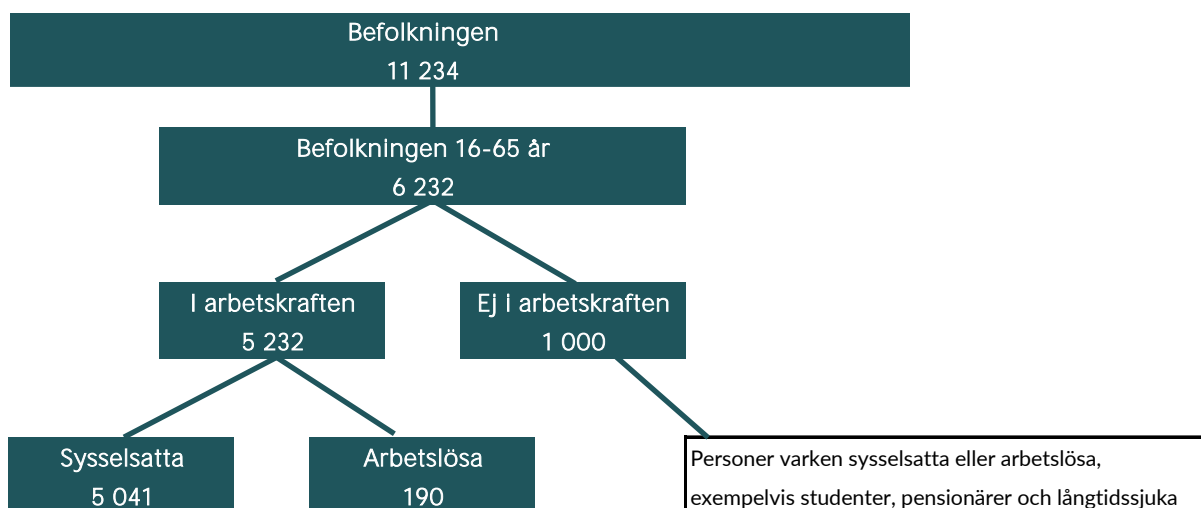 Befolkningen
11 234
Befolkningen 16-65 år
6 232
I arbetskraften
5 232
Ej i arbetskraften
1 000
Sysselsatta
5 041
Arbetslösa
190
Personer varken sysselsatta eller arbetslösa,
exempelvis studenter, pensionärer och långtidssjuka